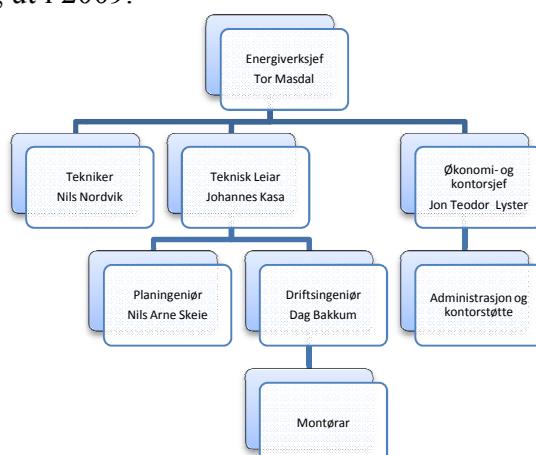 ut i 2009.
Energiverksjef
Tor Masdal
Tekniker
Nils Nordvik
Teknisk Leiar
Johannes Kasa
Økonomi- og
kontorsjef
Jon Teodor Lyster
Planingeniør
Nils Arne Skeie
Driftsingeniør
Dag Bakkum
Administrasjon og
kontorstøtte
Montørar